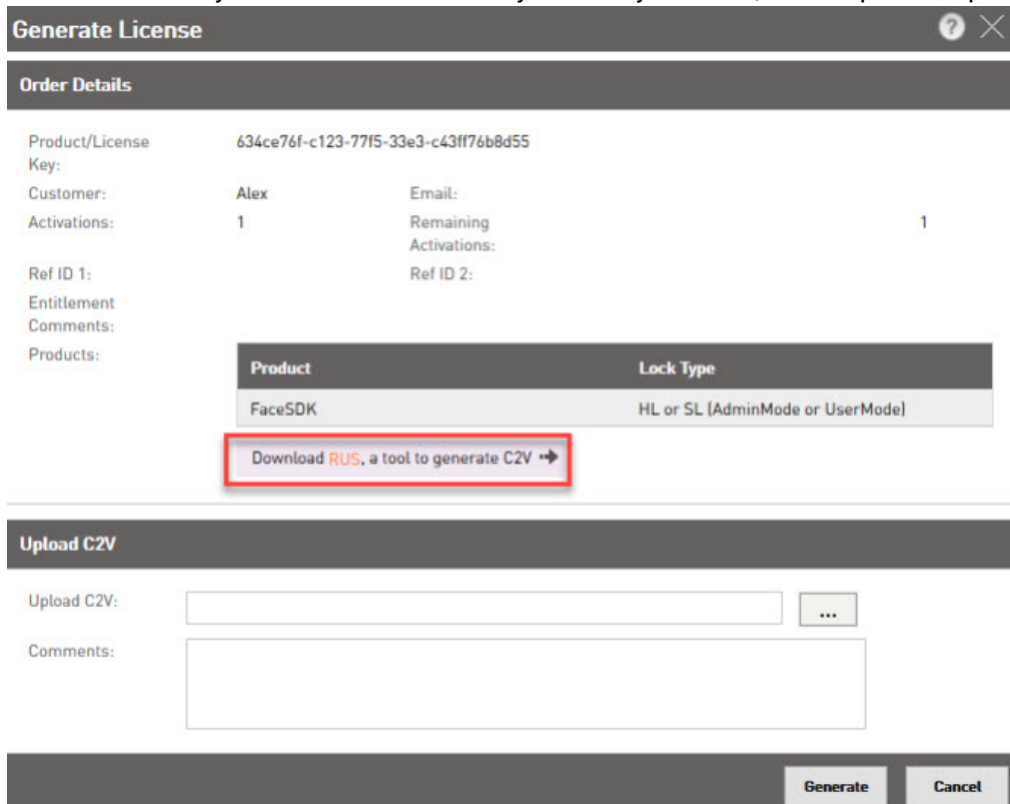 Generate License
?
Order Details
Product/License Key: 634ce76f-c123-77f5-33e3-c43ff76b8d55
Customer: Alex Email:
Activations: 1 Remaining Activations: 1
Ref ID 1: Ref ID 2:
Entitlement Comments:
Products:
Product Lock Type
FaceSDK HL or SL (AdminMode or UserMode)
Download RUS, a tool to generate C2V
Upload C2V
Upload C2V: ...
Comments:
Generate Cancel